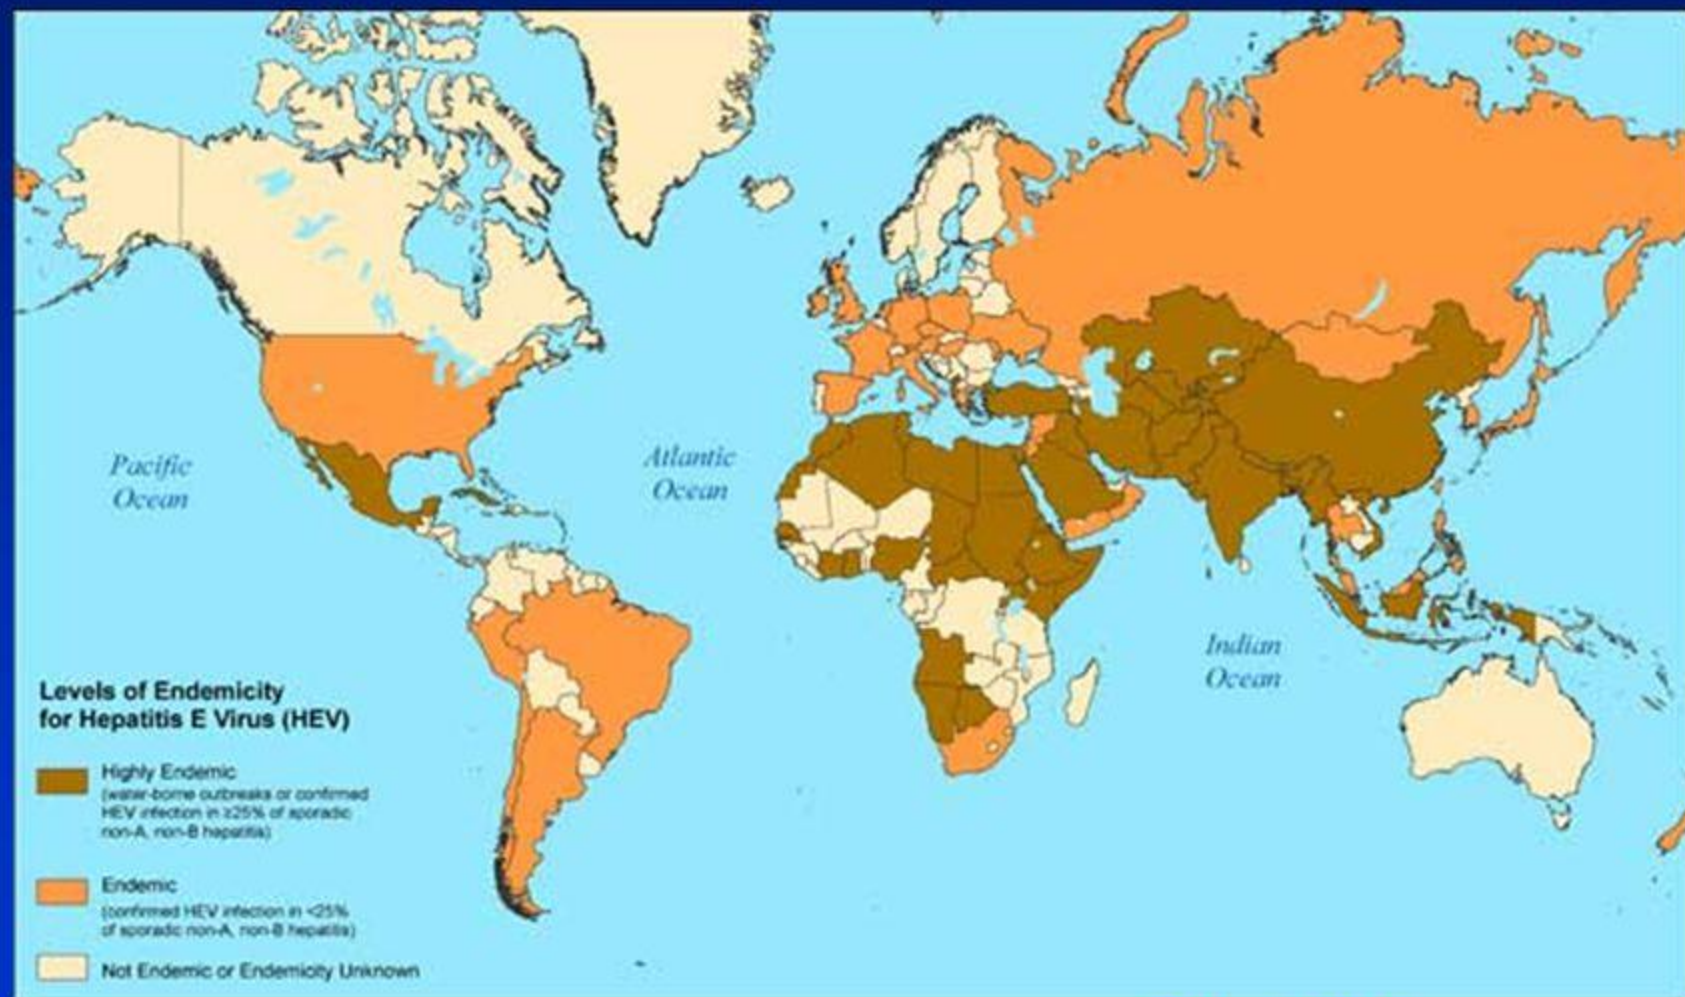 Pacific
Ocean
Atlantic
Ocean
Indian
Ocean
Levels of Endemicity
for Hepatitis E Virus (HEV)
Highly Endemic
(water-borne outbreaks or confirmed
HEV infection in ≥25% of sporadic
non-A, non-B hepatitis)
Endemic
(confirmed HEV infection in <25%
of sporadic non-A, non-B hepatitis)
Not Endemic or Endemicity Unknown